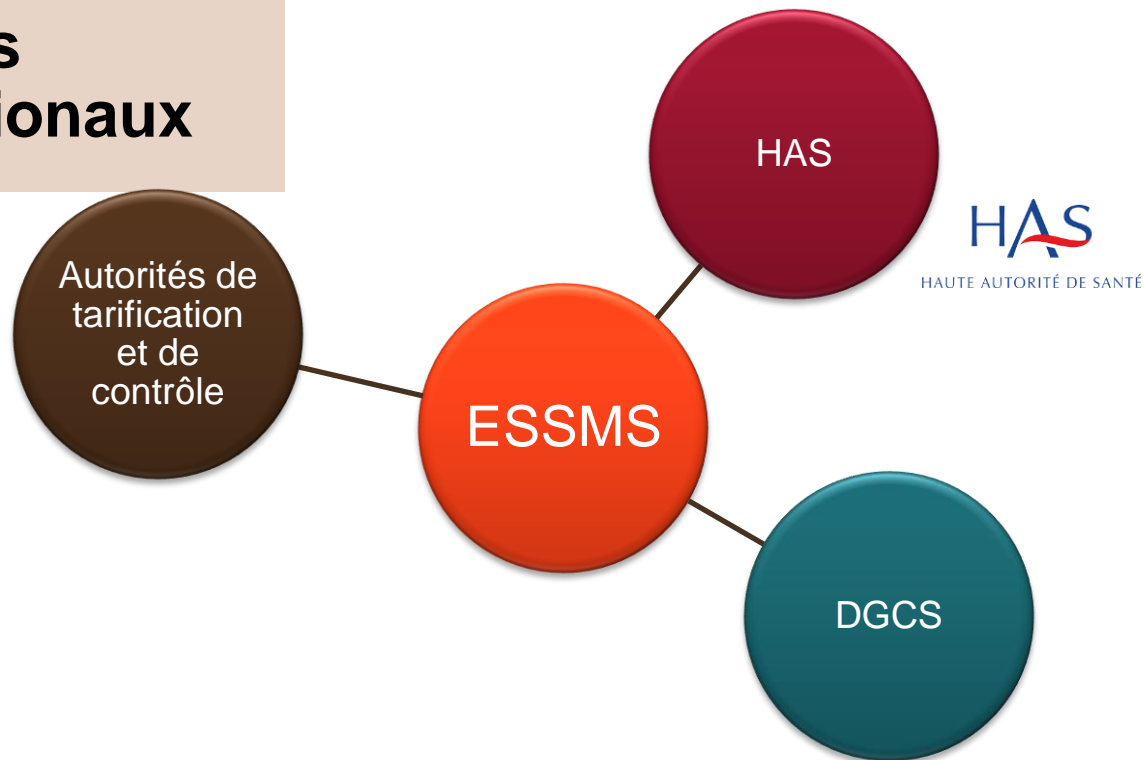 s
ionaux
HAS
HAS
HAUTE AUTORITÉ DE SANTÉ
Autorités de
tarification
et de
contrôle
ESSMS
DGCS